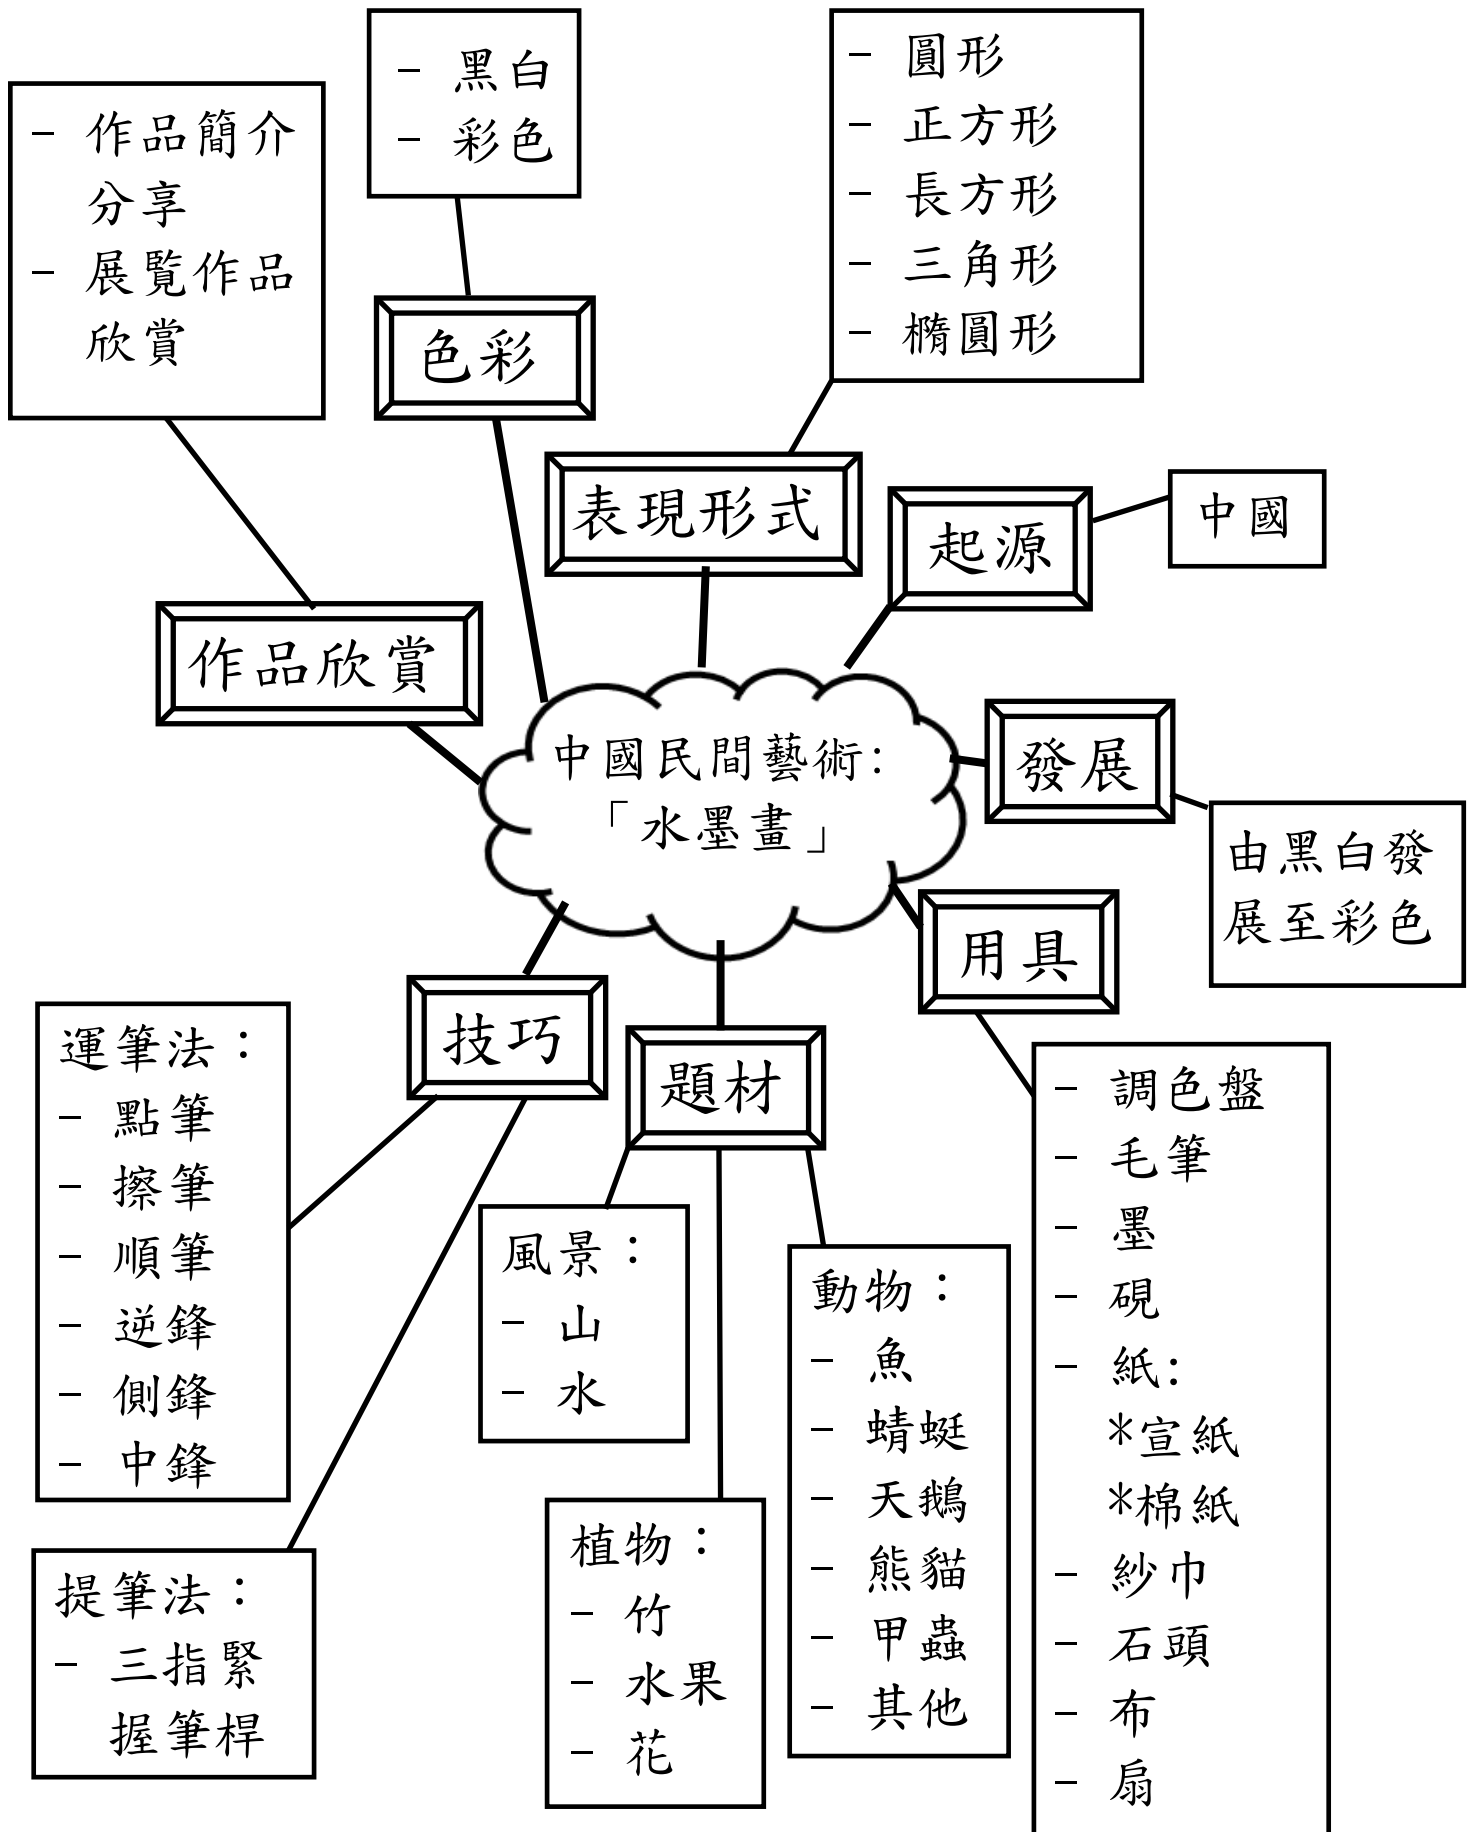 - 黑白
- 彩色
- 圓形
- 正方形
- 長方形
- 三角形
- 橢圓形
- 作品簡介
分享
- 展覽作品
欣賞
色彩
表現形式
起源
中國
作品欣賞
中國民間藝術:
「水墨畫」
發展
由黑白發
展至彩色
用具
技巧
題材
運筆法：
- 點筆
- 擦筆
- 順筆
- 逆鋒
- 側鋒
- 中鋒
提筆法：
- 三指緊
握筆桿
風景：
- 山
- 水
植物：
- 竹
- 水果
- 花
動物：
- 魚
- 蜻蜓
- 天鵝
- 熊貓
- 甲蟲
- 其他
- 調色盤
- 毛筆
- 墨
- 硯
- 紙:
*宣紙
*棉紙
- 紗巾
- 石頭
- 布
- 扇